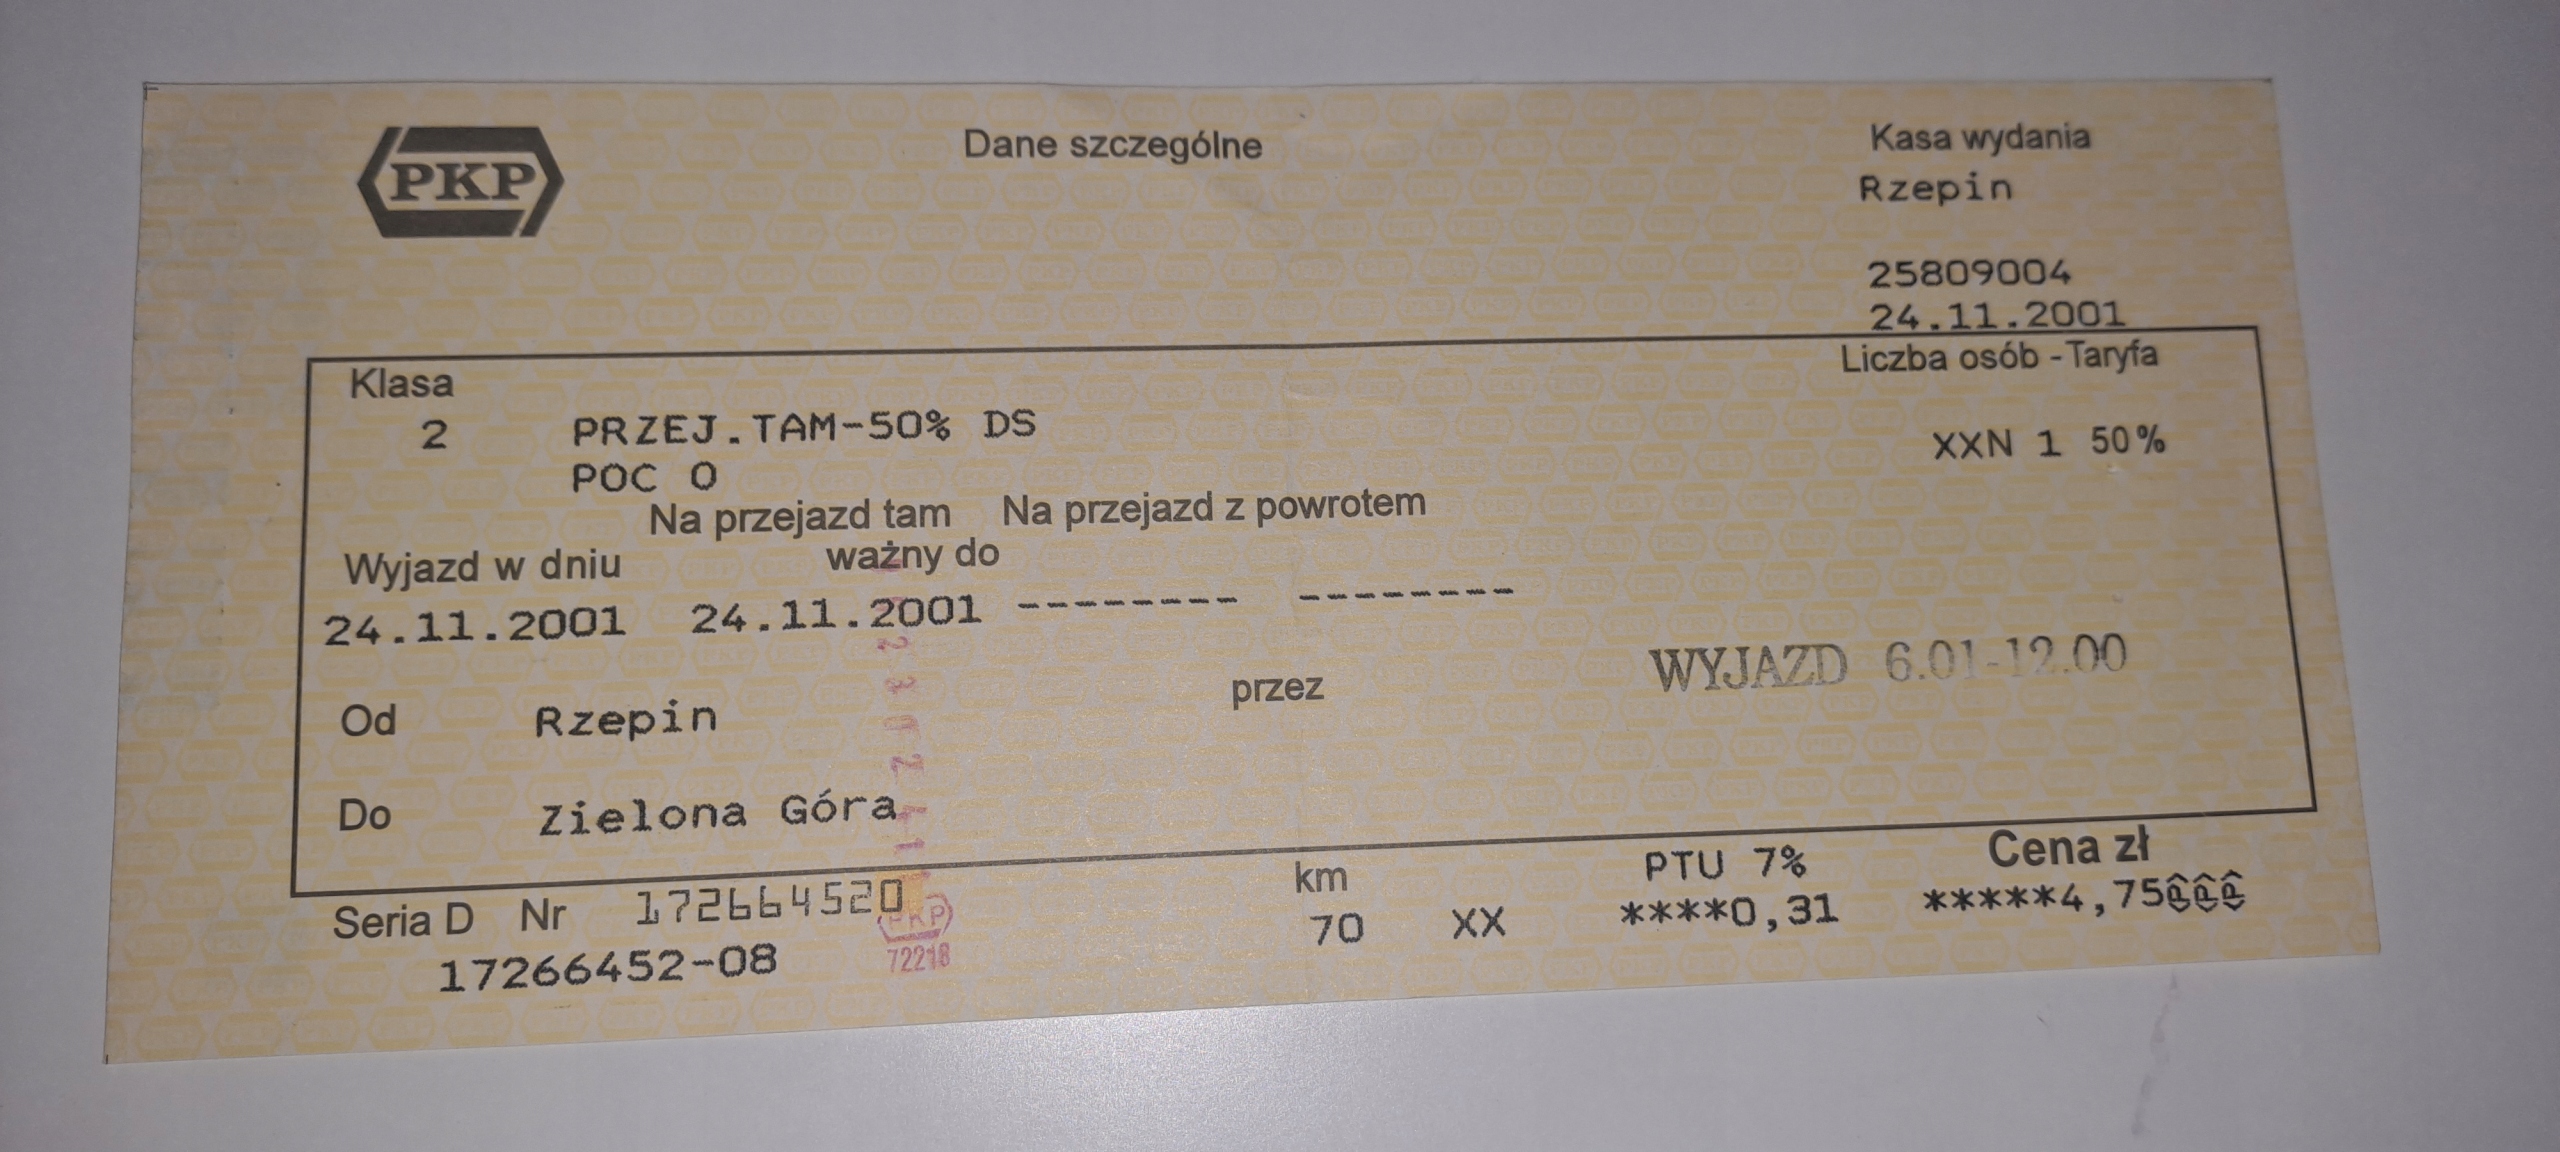 PKP
Dane szczególne
Kasa wydania
Rzepin
25809004
24.11.2001
Klasa
Liczba osób - Taryfa
2 PRZEJ.TAM-50% DS
XXN 1 50%
POC O
Na przejazd tam Na przejazd z powrotem
Wyjazd w dniu ważny do
24.11.2001 24.11.2001 -------- --------
WYJAZD 6.01-12.00
Od Rzepin
przez
Do Zielona Góra
Seria D Nr 172664520
km
PTU 7%
Cena zł
70 XX ****0,31 *****4,75
17266452-08
PKP
72218